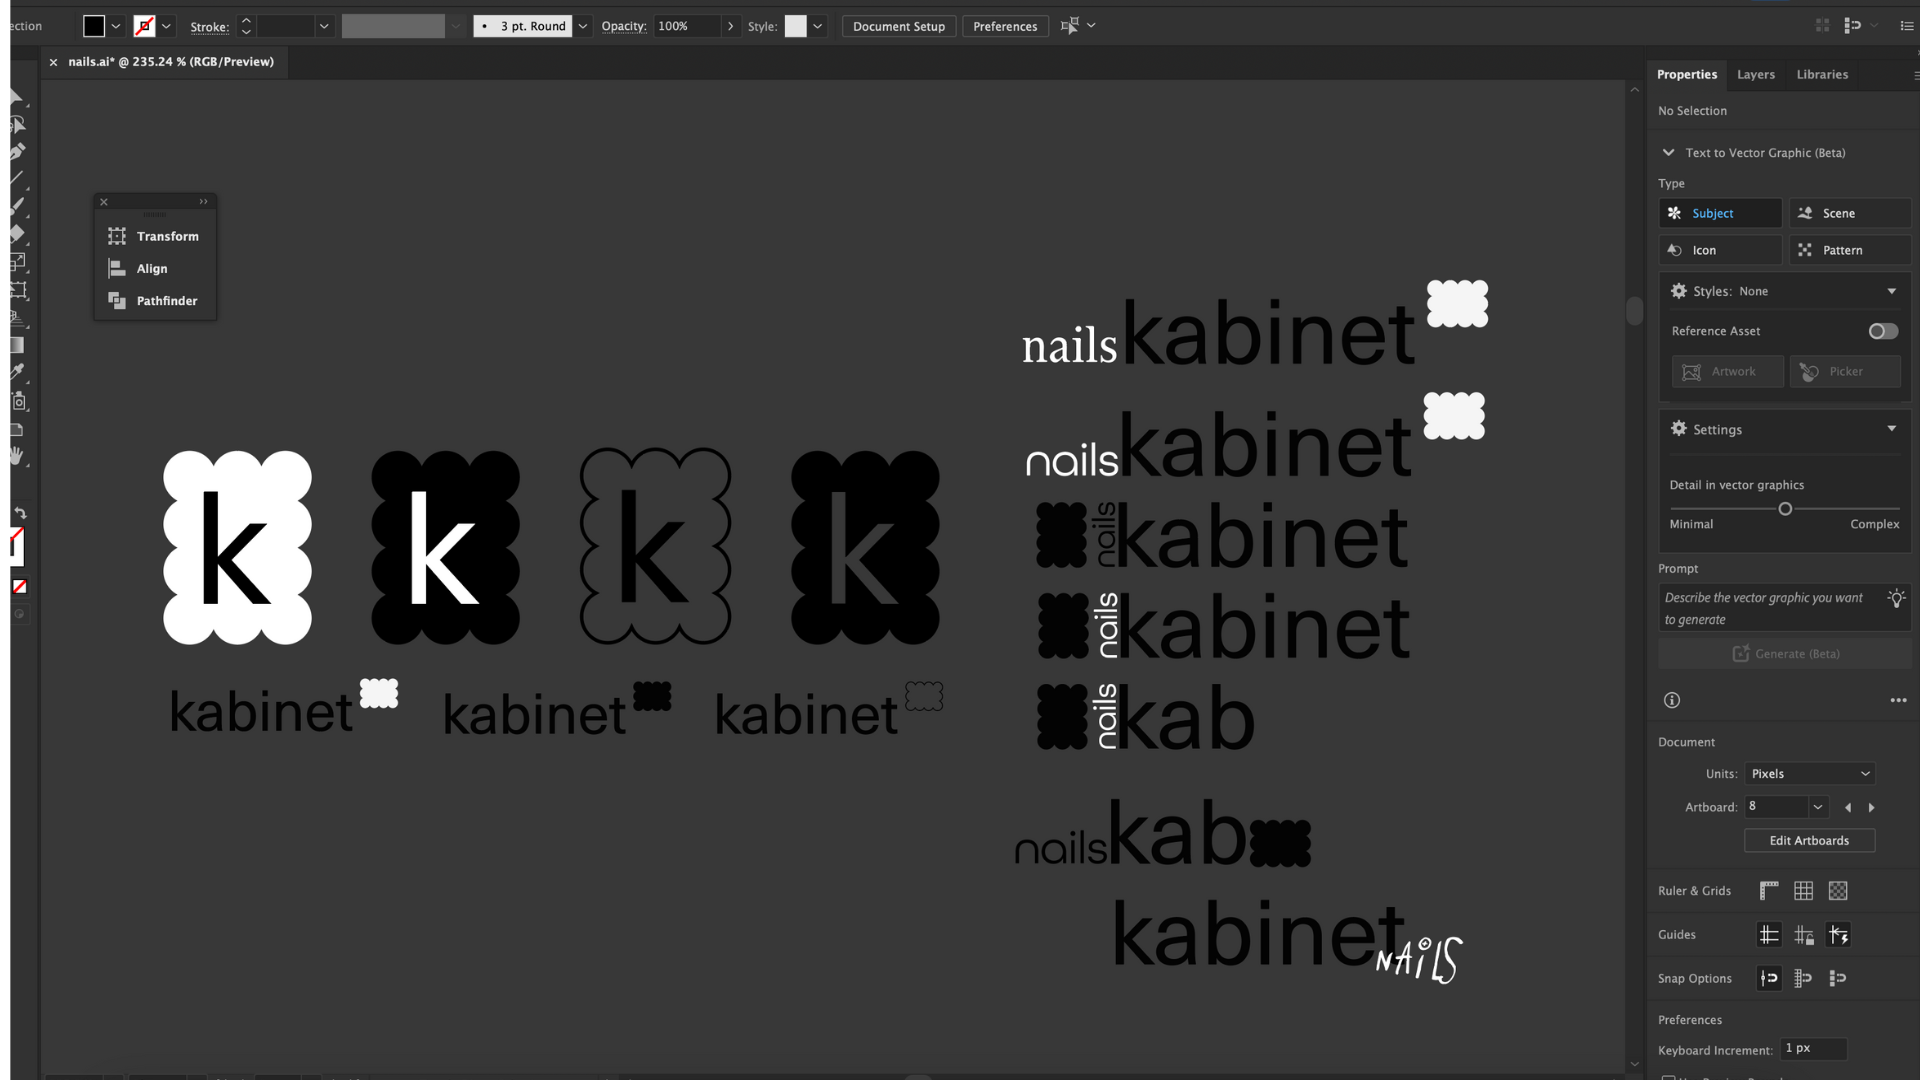 ction
Stroke:
3 pt. Round
Opacity: 100%
Style:
Document Setup
Preferences
nails.ai* @ 235.24 % (RGB/Preview)
Transform
Align
Pathfinder
k k k k
kabinet kabinet kabinet
nails kabinet
nails kabinet
nails kabinet
nails kabinet
nails kab
nails kab
kabinet
NAiLS
Properties Layers Libraries
No Selection
Text to Vector Graphic (Beta)
Type
Subject Scene
Icon Pattern
Styles: None
Reference Asset
Artwork Picker
Settings
Detail in vector graphics
Minimal Complex
Prompt
Describe the vector graphic you want
to generate
Generate (Beta)
Document
Units: Pixels
Artboard: 8
Edit Artboards
Ruler & Grids
Guides
Snap Options
Preferences
Keyboard Increment: 1 px